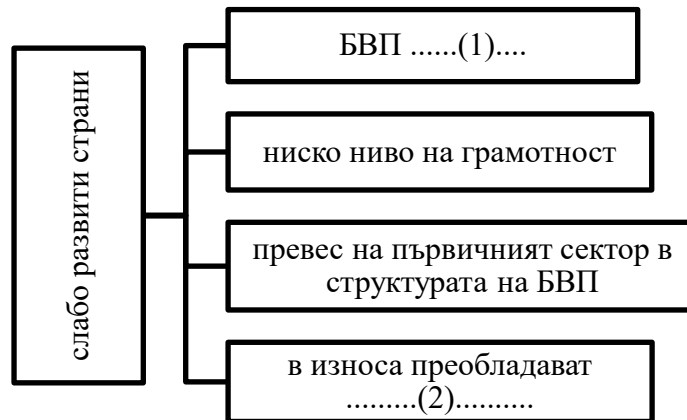 слабо развити страни
БВП ......(1)....
ниско ниво на грамотност
превес на първичният сектор в
структурата на БВП
в износа преобладават
.........(2)..........